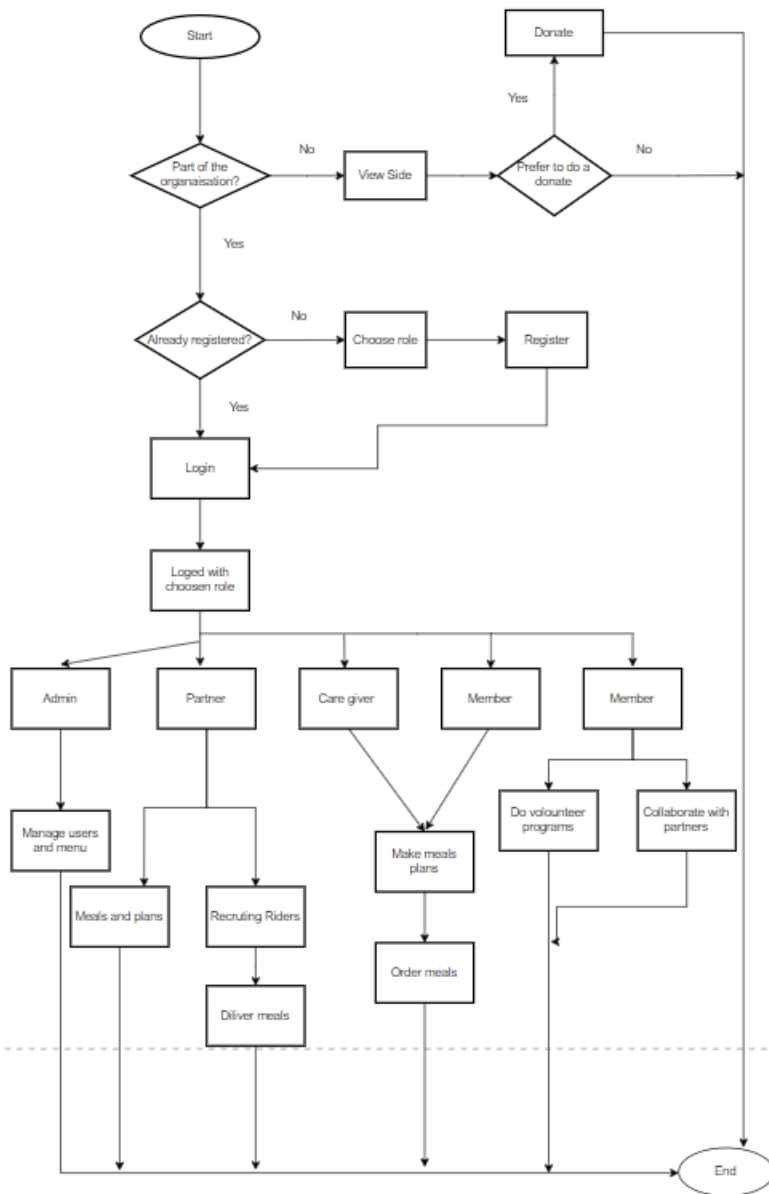 Start
Donate
Yes
Part of the
organaisation?
No
View Side
Prefer to do a
donate
No
Yes
Already registered?
No
Choose role
Register
Yes
Login
Loged with
choosen role
Admin
Partner
Care giver
Member
Member
Manage users
and menu
Meals and plans
Recruting Riders
Make meals
plans
Do volounteer
programs
Collaborate with
partners
Order meals
Diliver meals
End